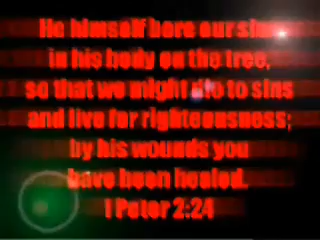 He himself bore our sins
in his body on the tree,
so that we might die to sins
and live for righteousness;
by his wounds you
have been healed.
I Peter 2:24